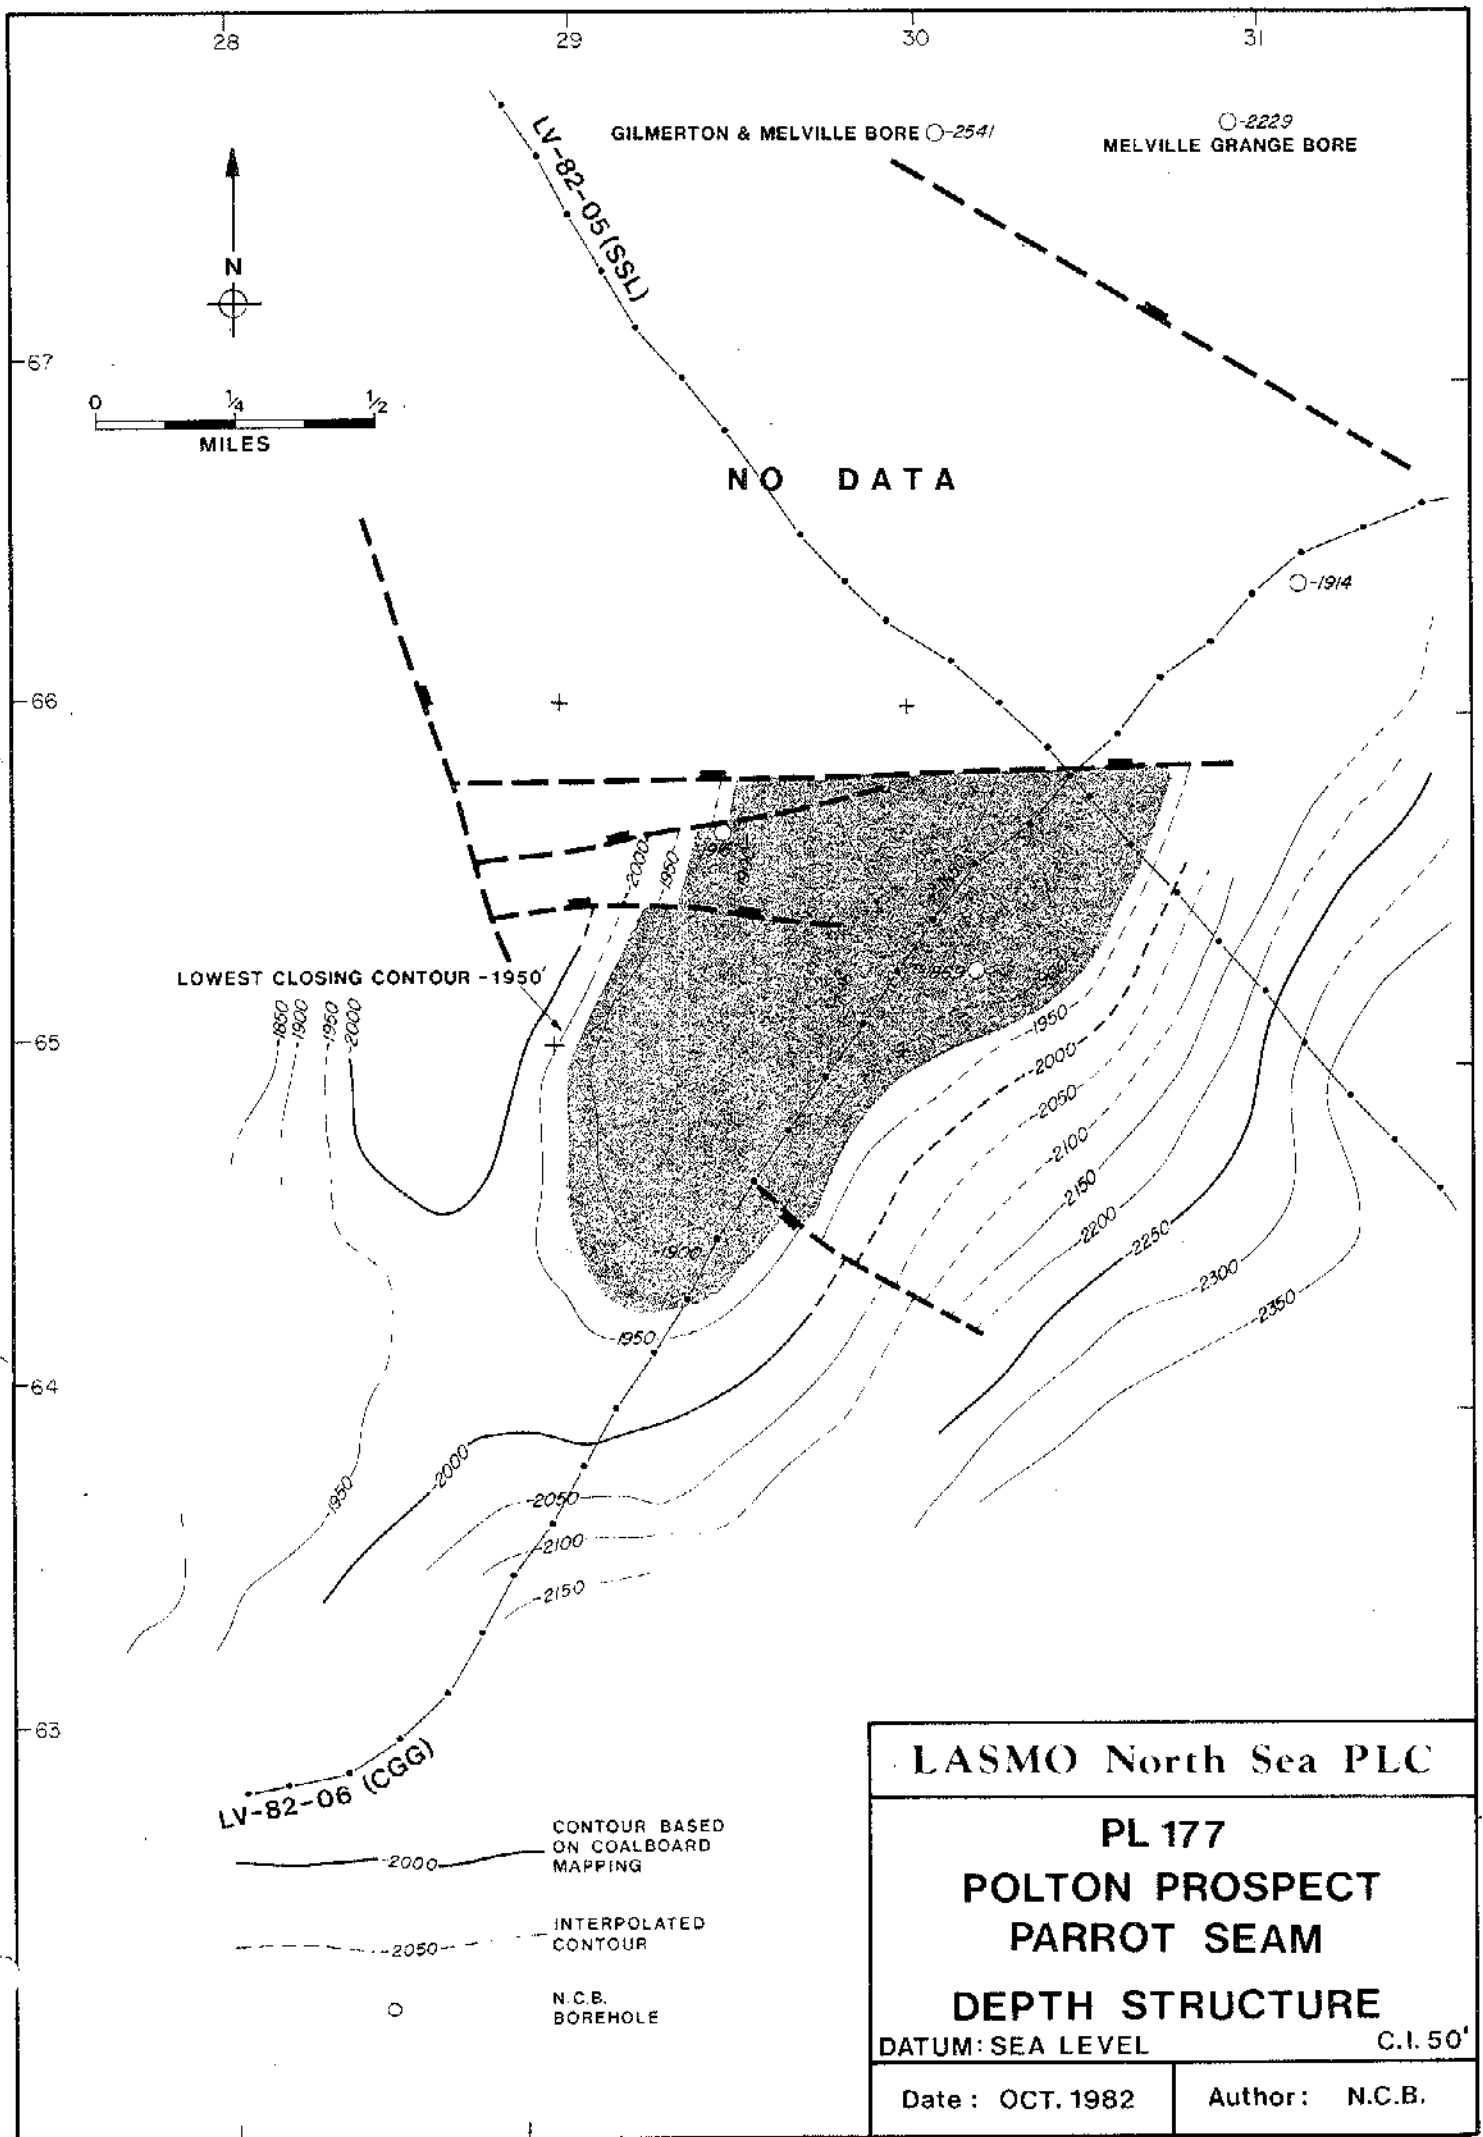 28
29
30
31
LV-82-05 (SSL)
GILMERTON & MELVILLE BORE
-2541
-2229
MELVILLE GRANGE BORE
N
67
0
1/4
1/2
MILES
NO DATA
-1914
66
-2000
-1950
LOWEST CLOSING CONTOUR -1950'
-1850
-1900
-1950
-2000
65
-1950
-2000
-2050
-2100
-2150
-2200
-2250
-2300
-2350
-1900
-1950
64
-2000
-1950
-2050
-2100
-2150
63
LV-82-06 (CGG)
CONTOUR BASED
ON COALBOARD
MAPPING
-2000
INTERPOLATED
CONTOUR
-2050
N.C.B.
BOREHOLE
LASMO North Sea PLC
PL 177
POLTON PROSPECT
PARROT SEAM
DEPTH STRUCTURE
DATUM: SEA LEVEL
C.I. 50'
Date : OCT. 1982
Author : N.C.B.